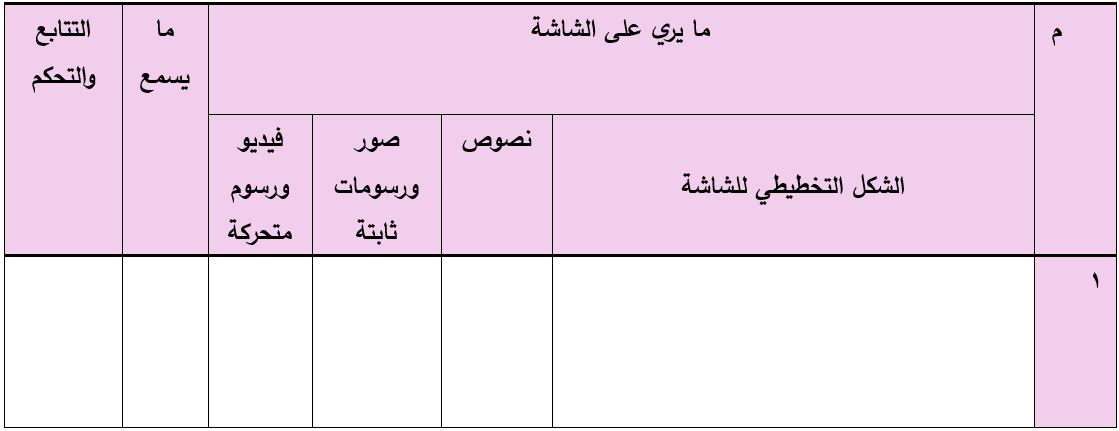 م
ما يري على الشاشة
ما
يسمع
التتابع
والتحكم
الشكل التخطيطي للشاشة
نصوص
صور
ورسومات
ثابتة
فيديو
ورسوم
متحركة
١